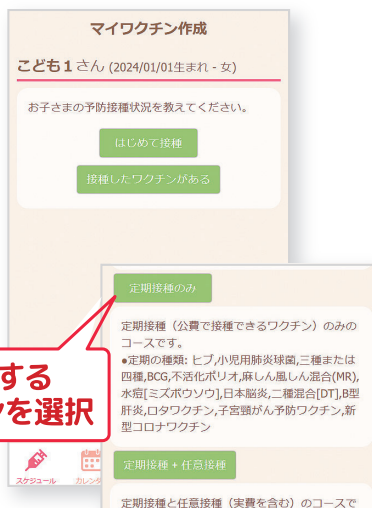 マイワクチン作成
こども1さん (2024/01/01生まれ - 女)
お子さまの予防接種状況を教えてください。
はじめて接種
接種したワクチンがある
定期接種のみ
定期接種（公費で接種できるワクチン）のみの
コースです。
●定期の種類: ヒブ,小児用肺炎球菌,三種または
四種,BCG,不活化ポリオ,麻しん風しん混合(MR),
水痘[ミズボウソウ],日本脳炎,二種混合[DT],B型
肝炎,ロタワクチン,子宮頸がん予防ワクチン,新
型コロナワクチン
する
を選択
定期接種 + 任意接種
定期接種と任意接種（実費を含む）のコースで
スケジュール
カレンダ